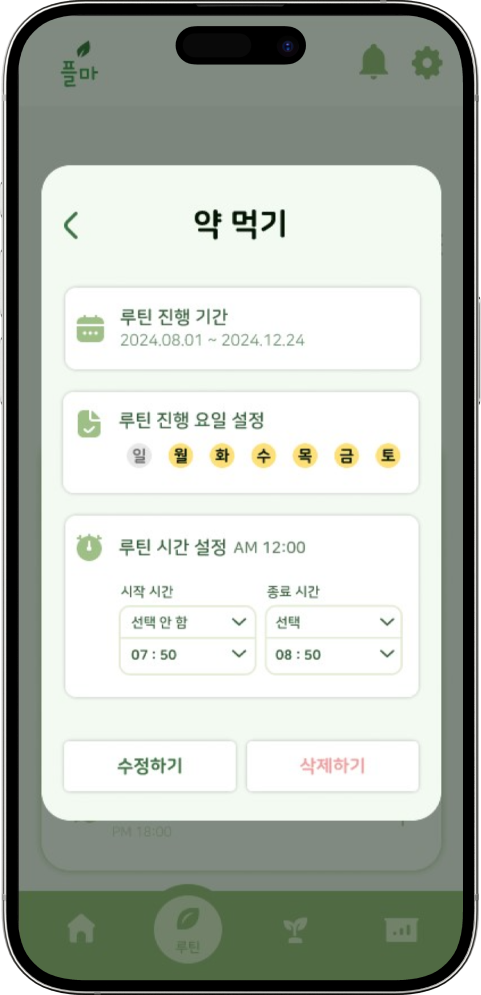 플마
약 먹기
루틴 진행 기간
2024.08.01 ~ 2024.12.24
루틴 진행 요일 설정
일 월 화 수 목 금 토
루틴 시간 설정 AM 12:00
시작 시간 종료 시간
선택 안 함 선택
07 : 50 08 : 50
수정하기 삭제하기
PM 18:00
루틴